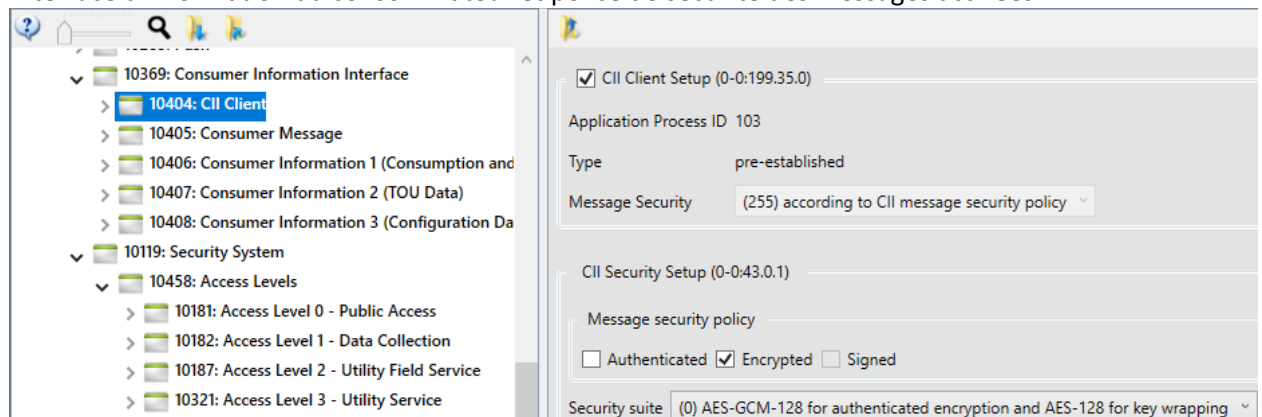 10369: Consumer Information Interface
10404: CII Client
10405: Consumer Message
10406: Consumer Information 1 (Consumption and
10407: Consumer Information 2 (TOU Data)
10408: Consumer Information 3 (Configuration Da
10119: Security System
10458: Access Levels
10181: Access Level 0 - Public Access
10182: Access Level 1 - Data Collection
10187: Access Level 2 - Utility Field Service
10321: Access Level 3 - Utility Service
CII Client Setup (0-0:199.35.0)
Application Process ID 103
Type pre-established
Message Security (255) according to CII message security policy
CII Security Setup (0-0:43.0.1)
Message security policy
Authenticated Encrypted Signed
Security suite (0) AES-GCM-128 for authenticated encryption and AES-128 for key wrapping